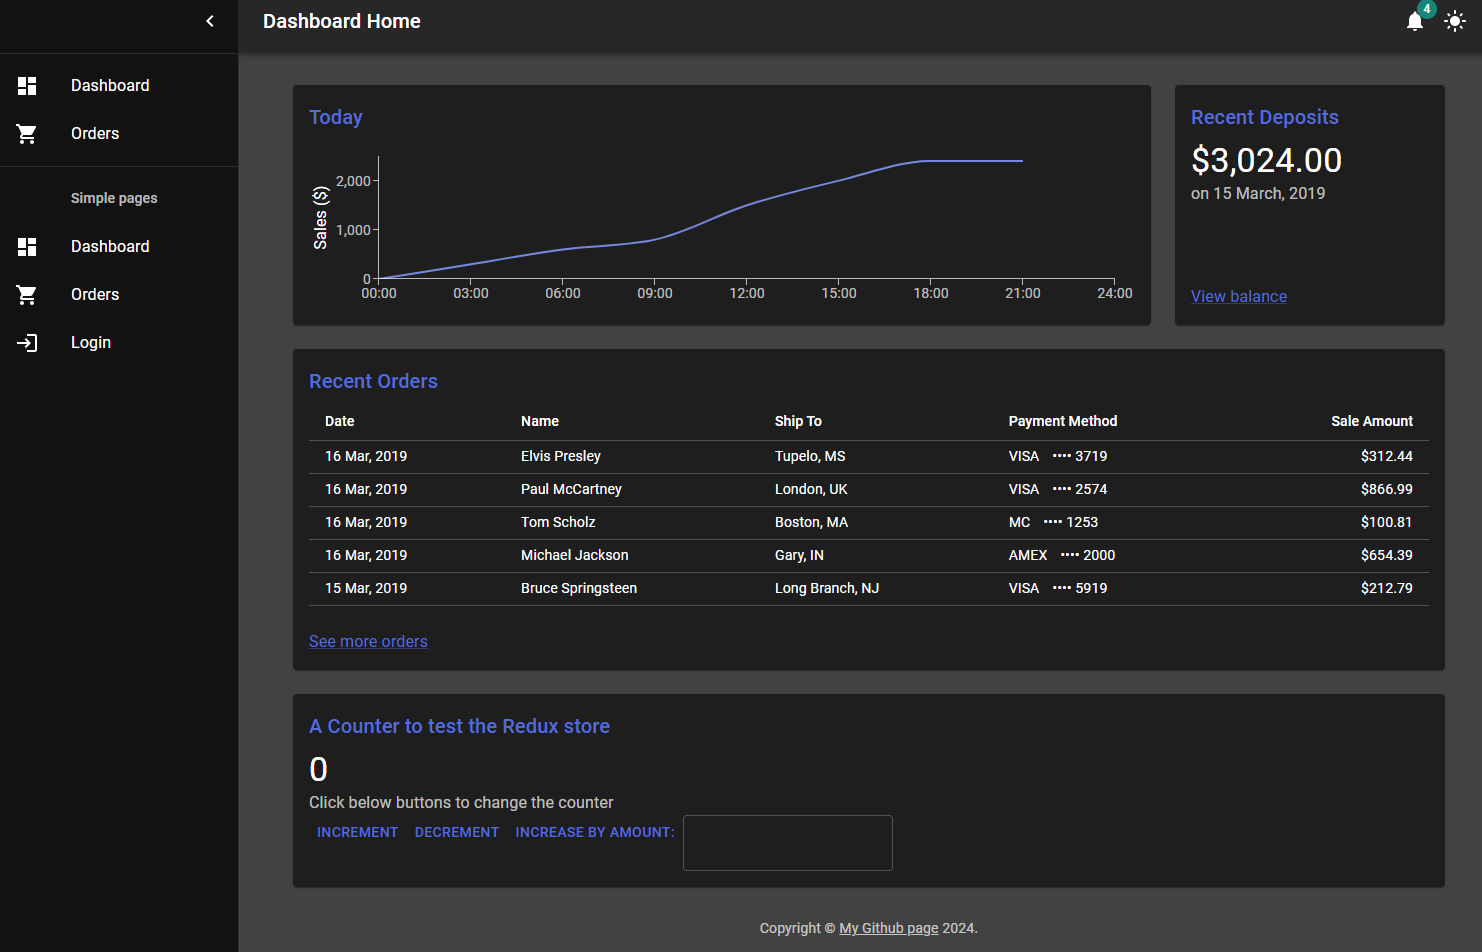 Dashboard Home
4
Dashboard
Orders
Simple pages
Dashboard
Orders
Login
Today
Sales ($)
2,000
1,000
0
00:00 03:00 06:00 09:00 12:00 15:00 18:00 21:00 24:00
Recent Deposits
$3,024.00
on 15 March, 2019
View balance
Recent Orders
Date Name Ship To Payment Method Sale Amount
16 Mar, 2019 Elvis Presley Tupelo, MS VISA •••• 3719 $312.44
16 Mar, 2019 Paul McCartney London, UK VISA •••• 2574 $866.99
16 Mar, 2019 Tom Scholz Boston, MA MC •••• 1253 $100.81
16 Mar, 2019 Michael Jackson Gary, IN AMEX •••• 2000 $654.39
15 Mar, 2019 Bruce Springsteen Long Branch, NJ VISA •••• 5919 $212.79
See more orders
A Counter to test the Redux store
0
Click below buttons to change the counter
INCREMENT DECREMENT INCREASE BY AMOUNT:
Copyright © My Github page 2024.